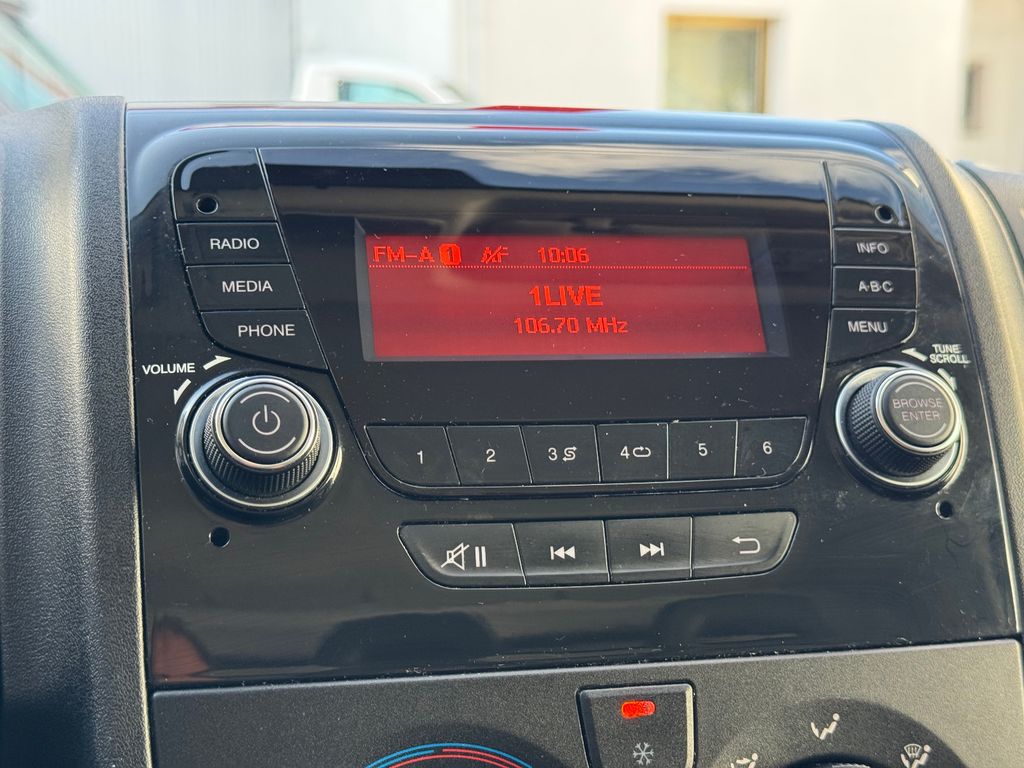 FM-A 1 AF 10:06
1LIVE
106.70 MHz
RADIO
MEDIA
PHONE
VOLUME
INFO
A·B·C
MENU
TUNE
SCROLL
BROWSE
ENTER
1 2 3 4 5 6